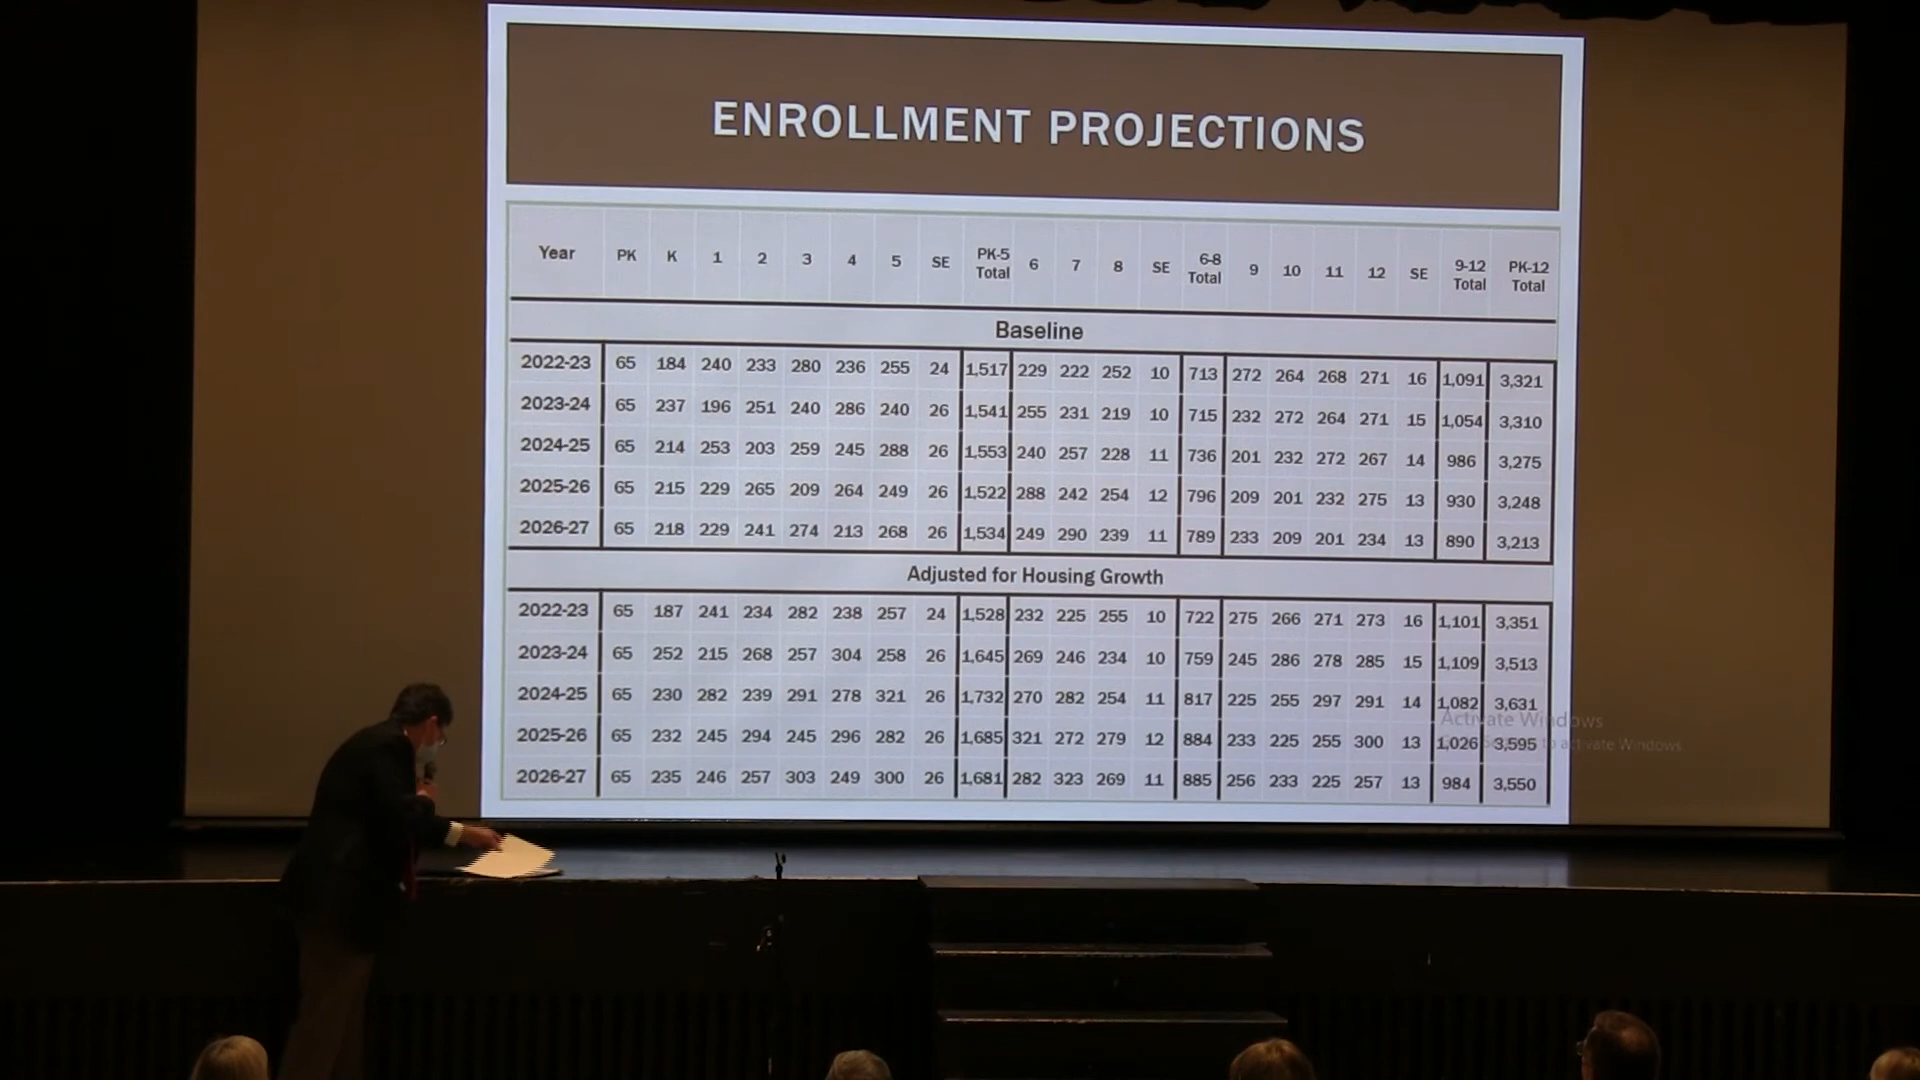 ENROLLMENT PROJECTIONS
Year PK K 1 2 3 4 5 SE PK-5 Total 6 7 8 SE 6-8 Total 9 10 11 12 SE 9-12 Total PK-12 Total
Baseline
2022-23 65 184 240 233 280 236 255 24 1,517 229 222 252 10 713 272 264 268 271 16 1,091 3,321
2023-24 65 237 196 251 240 286 240 26 1,541 255 231 219 10 715 232 272 264 271 15 1,054 3,310
2024-25 65 214 253 203 259 245 288 26 1,553 240 257 228 11 736 201 232 272 267 14 986 3,275
2025-26 65 215 229 265 209 264 249 26 1,522 288 242 254 12 796 209 201 232 275 13 930 3,248
2026-27 65 218 229 241 274 213 268 26 1,534 249 290 239 11 789 233 209 201 234 13 890 3,213
Adjusted for Housing Growth
2022-23 65 187 241 234 282 238 257 24 1,528 232 225 255 10 722 275 266 271 273 16 1,101 3,351
2023-24 65 252 215 268 257 304 258 26 1,645 269 246 234 10 759 245 286 278 285 15 1,109 3,513
2024-25 65 230 282 239 291 278 321 26 1,732 270 282 254 11 817 225 255 297 291 14 1,082 3,631
Activate Windows
2025-26 65 232 245 294 245 296 282 26 1,685 321 272 279 12 884 233 225 255 300 13 1,026 3,595
to activate Windows
2026-27 65 235 246 257 303 249 300 26 1,681 282 323 269 11 885 256 233 225 257 13 984 3,550